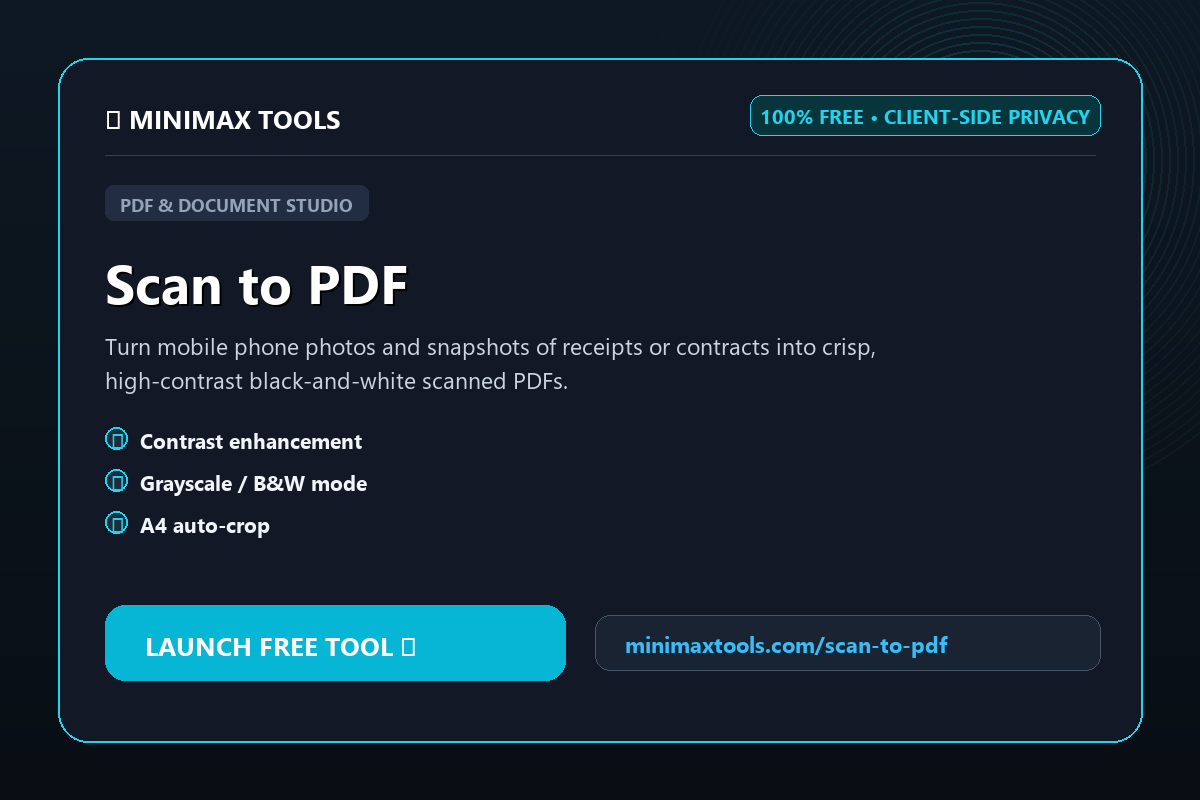 MINIMAX TOOLS
100% FREE • CLIENT-SIDE PRIVACY
PDF & DOCUMENT STUDIO
Scan to PDF
Turn mobile phone photos and snapshots of receipts or contracts into crisp,
high-contrast black-and-white scanned PDFs.
Contrast enhancement
Grayscale / B&W mode
A4 auto-crop
LAUNCH FREE TOOL
minimaxtools.com/scan-to-pdf